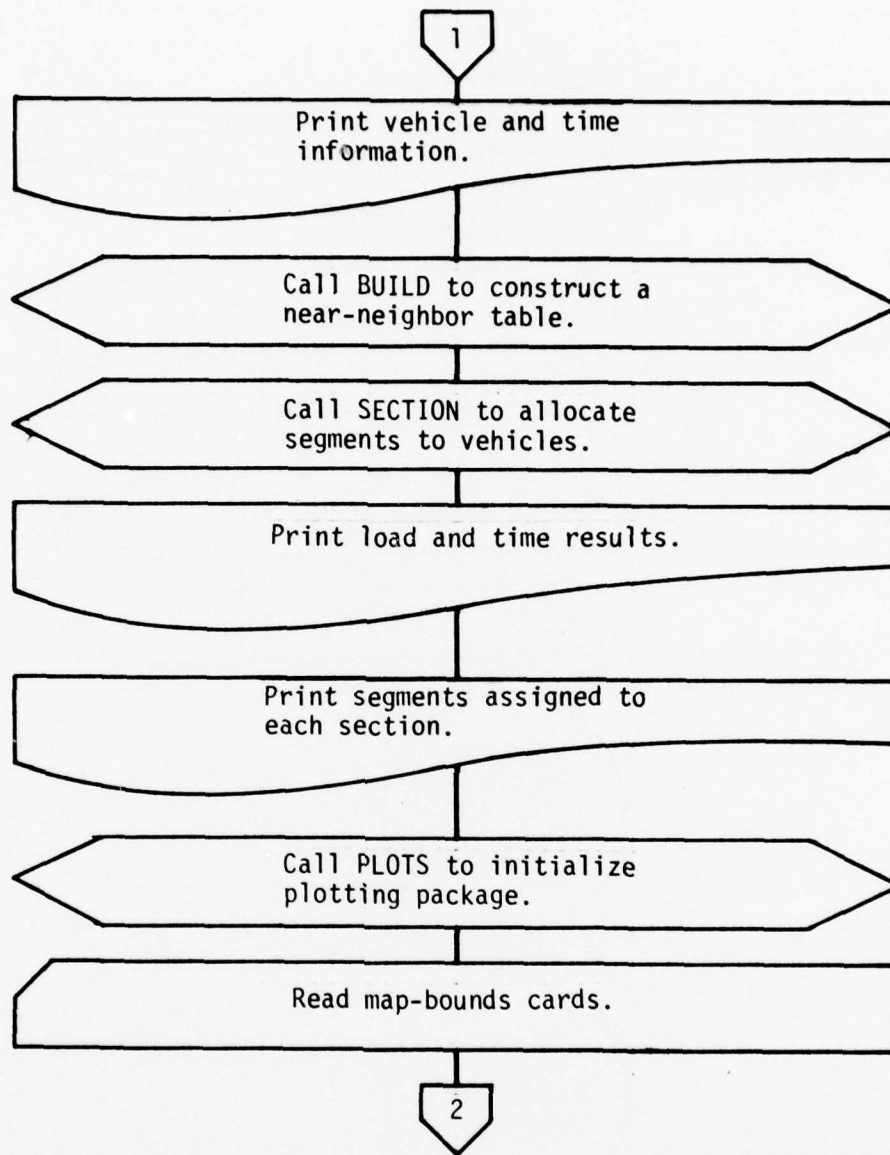 1
Print vehicle and time
information.
Call BUILD to construct a
near-neighbor table.
Call SECTION to allocate
segments to vehicles.
Print load and time results.
Print segments assigned to
each section.
Call PLOTS to initialize
plotting package.
Read map-bounds cards.
2